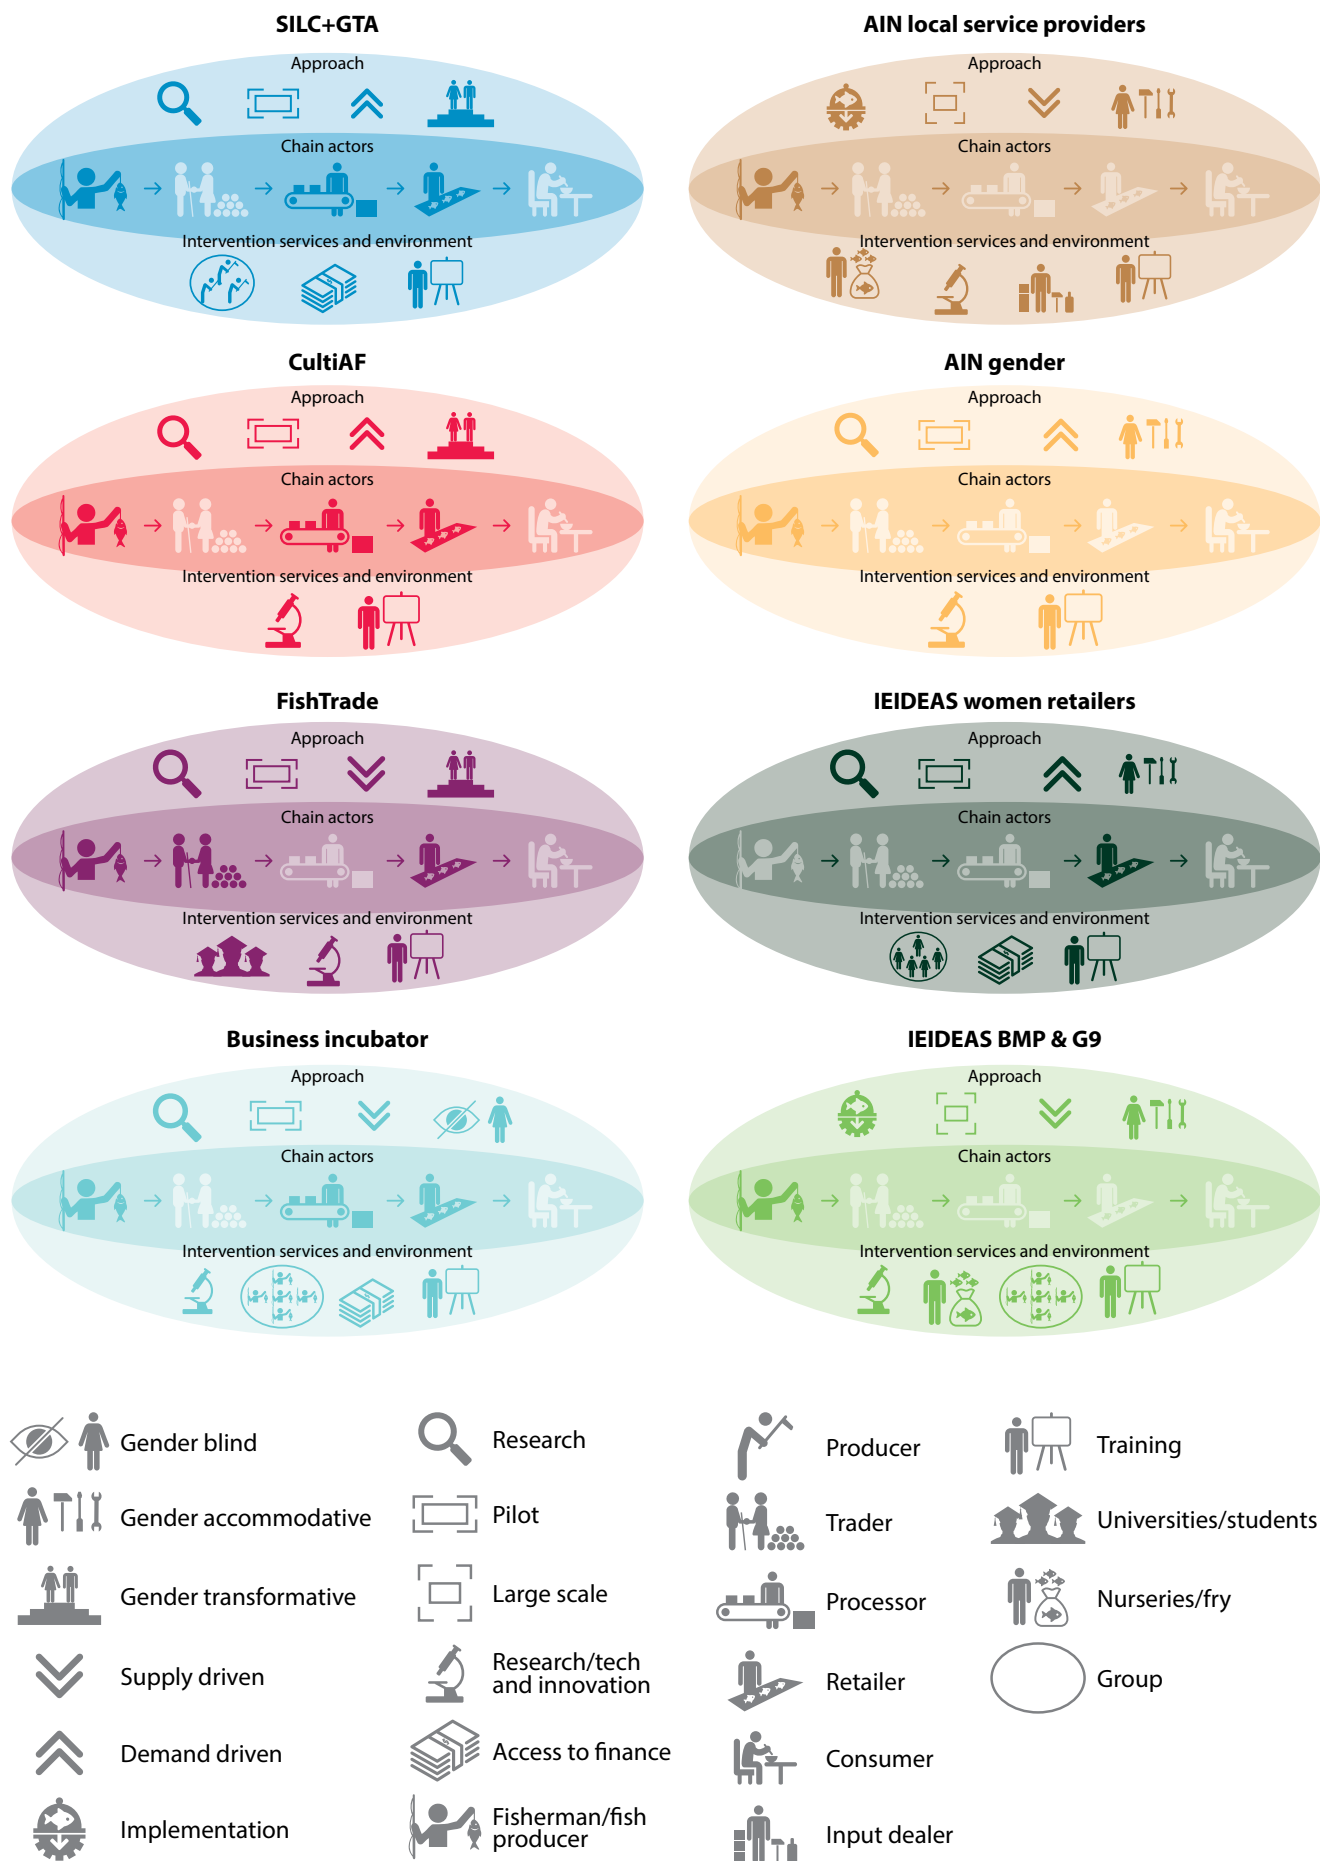 SILC+GTA
Approach
Chain actors
Intervention services and environment
AIN local service providers
Approach
Chain actors
Intervention services and environment
CultiAF
Approach
Chain actors
Intervention services and environment
AIN gender
Approach
Chain actors
Intervention services and environment
FishTrade
Approach
Chain actors
Intervention services and environment
IEIDEAS women retailers
Approach
Chain actors
Intervention services and environment
Business incubator
Approach
Chain actors
Intervention services and environment
IEIDEAS BMP & G9
Approach
Chain actors
Intervention services and environment
Gender blind
Gender accommodative
Gender transformative
Supply driven
Demand driven
Implementation
Research
Pilot
Large scale
Research/tech
and innovation
Access to finance
Fisherman/fish
producer
Producer
Trader
Processor
Retailer
Consumer
Input dealer
Training
Universities/students
Nurseries/fry
Group